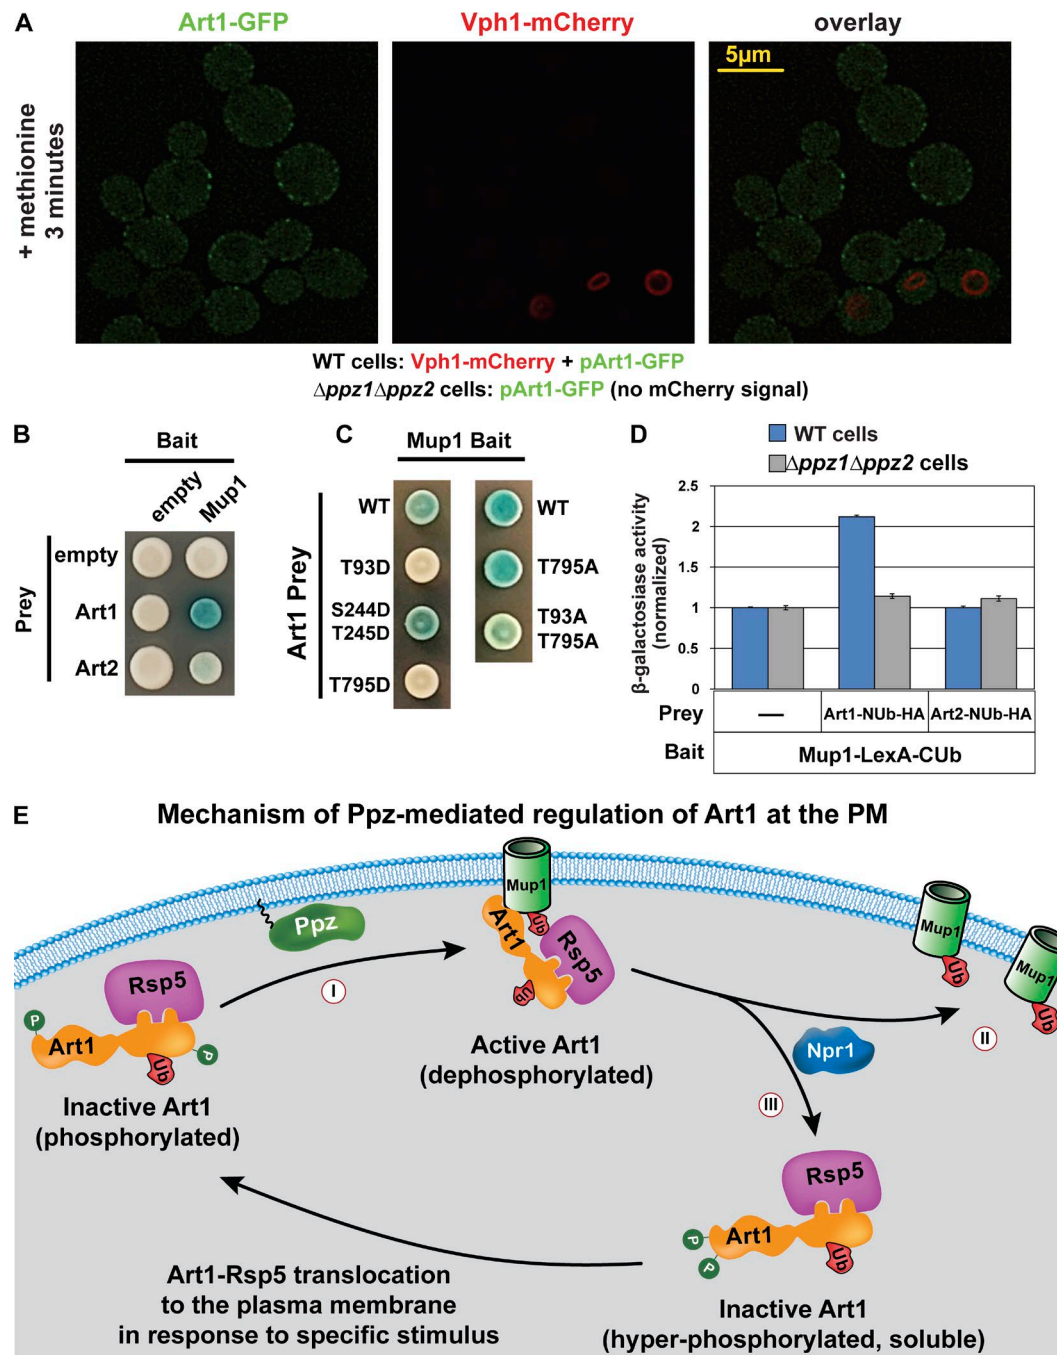 A
Art1-GFP
Vph1-mCherry
overlay
5µm
+ methionine
3 minutes
WT cells: Vph1-mCherry + pArt1-GFP
Δppz1Δppz2 cells: pArt1-GFP (no mCherry signal)
B
Bait
empty
Mup1
Prey
empty
Art1
Art2
C
Mup1 Bait
Art1 Prey
WT
T93D
S244D
T245D
T795D
WT
T795A
T93A
T795A
D
WT cells
Δppz1Δppz2 cells
β-galactosiase activity
(normalized)
2.5
2
1.5
1
0.5
0
Prey
—
Art1-NUb-HA
Art2-NUb-HA
Bait
Mup1-LexA-CUb
E
Mechanism of Ppz-mediated regulation of Art1 at the PM
Mup1
Ub
Art1
Rsp5
Ub
Ppz
I
Rsp5
P
Art1
P
Ub
Inactive Art1
(phosphorylated)
Active Art1
(dephosphorylated)
Mup1
Ub
Mup1
Ub
II
Npr1
III
Rsp5
P
P
Art1
Ub
Inactive Art1
(hyper-phosphorylated, soluble)
Art1-Rsp5 translocation
to the plasma membrane
in response to specific stimulus